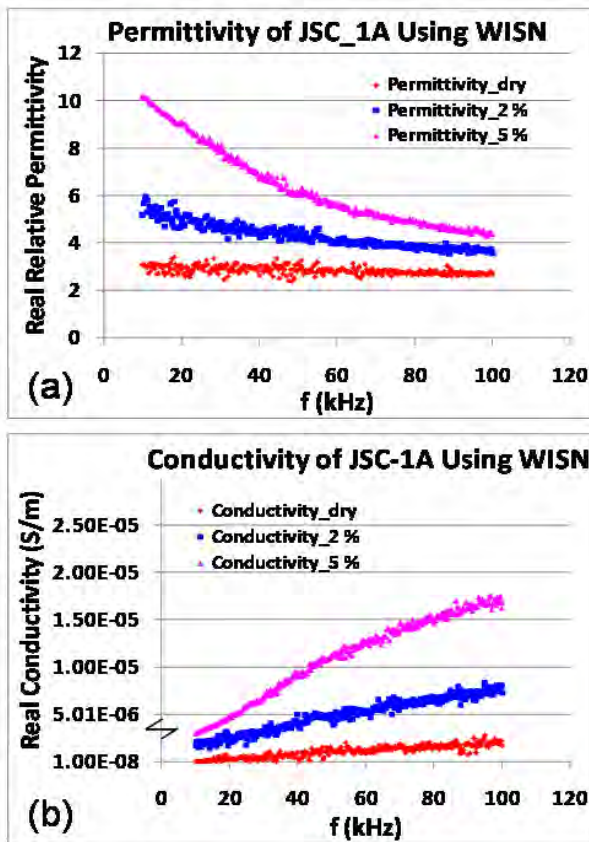 Permittivity of JSC_1A Using WISN
12
10
8
6
4
2
0
Real Relative Permittivity
Permittivity_dry
Permittivity_2 %
Permittivity_5 %
0 20 40 60 80 100 120
f (kHz)
(a)
Conductivity of JSC-1A Using WISN
2.50E-05
2.00E-05
1.50E-05
1.00E-05
5.01E-06
1.00E-08
Real Conductivity (S/m)
Conductivity_dry
Conductivity_2 %
Conductivity_5 %
0 20 40 60 80 100 120
f (kHz)
(b)